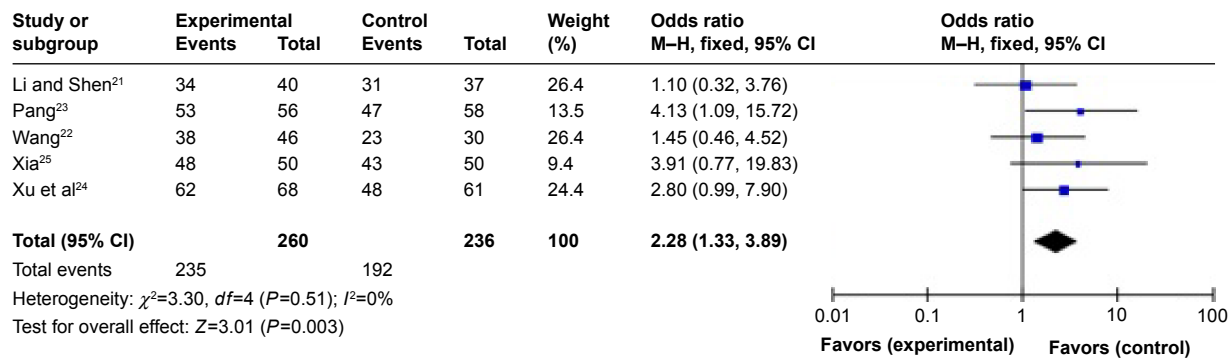 Study or Experimental Control Weight Odds ratio Odds ratio
subgroup Events Total Events Total (%) M–H, fixed, 95% CI M–H, fixed, 95% CI
Li and Shen²¹ 34 40 31 37 26.4 1.10 (0.32, 3.76)
Pang²³ 53 56 47 58 13.5 4.13 (1.09, 15.72)
Wang²² 38 46 23 30 26.4 1.45 (0.46, 4.52)
Xia²⁵ 48 50 43 50 9.4 3.91 (0.77, 19.83)
Xu et al²⁴ 62 68 48 61 24.4 2.80 (0.99, 7.90)
Total (95% CI) 260 236 100 2.28 (1.33, 3.89)
Total events 235 192
Heterogeneity: χ²=3.30, df=4 (P=0.51); I²=0%
Test for overall effect: Z=3.01 (P=0.003)
0.01 0.1 1 10 100
Favors (experimental) Favors (control)